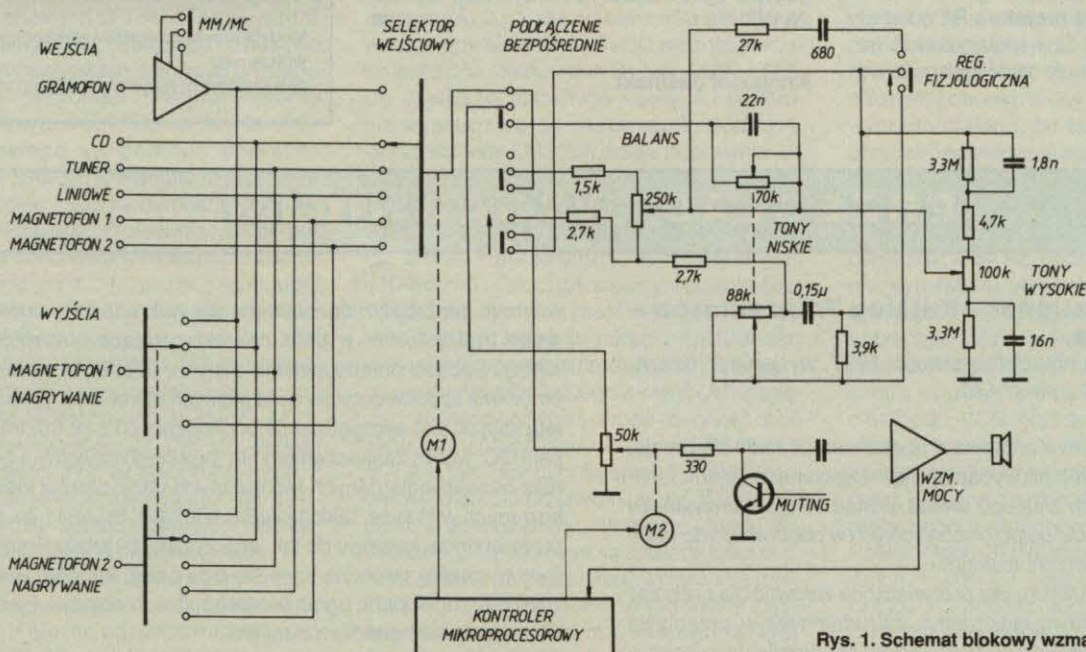 MM/MC
WEJŚCIA
GRAMOFON
CD
TUNER
LINIOWE
MAGNETOFON 1
MAGNETOFON 2
WYJŚCIA
MAGNETOFON 1
NAGRYWANIE
MAGNETOFON 2
NAGRYWANIE
SELEKTOR
WEJŚCIOWY
PODŁĄCZENIE
BEZPOŚREDNIE
27k
680
REG.
FIZJOLOGICZNA
22n
BALANS
1,5k
250k
70k
2,7k
TONY
NISKIE
2,7k
88k
0,15µ
3,9k
3,3M
1,8n
4,7k
100k
TONY
WYSOKIE
3,3M
16n
M1
50k
330
MUTING
WZM.
MOCY
M2
KONTROLER
MIKROPROCESOROWY
Rys. 1. Schemat blokowy wzma